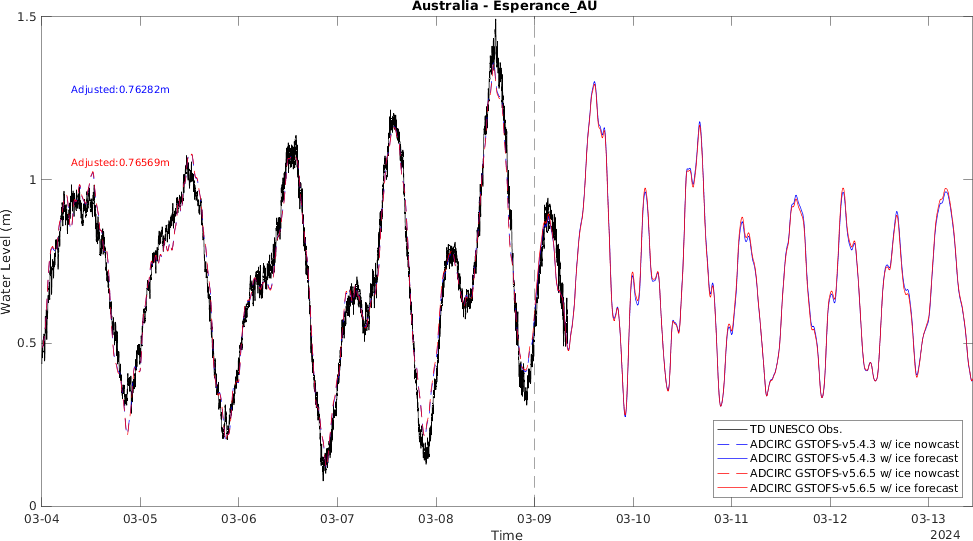 Australia - Esperance_AU
1.5
Adjusted:0.76282m
Adjusted:0.76569m
1
Water Level (m)
0.5
TD UNESCO Obs.
ADCIRC GSTOFS-v5.4.3 w/ ice nowcast
ADCIRC GSTOFS-v5.4.3 w/ ice forecast
ADCIRC GSTOFS-v5.6.5 w/ ice nowcast
ADCIRC GSTOFS-v5.6.5 w/ ice forecast
0
03-04 03-05 03-06 03-07 03-08 03-09 03-10 03-11 03-12 03-13
Time
2024